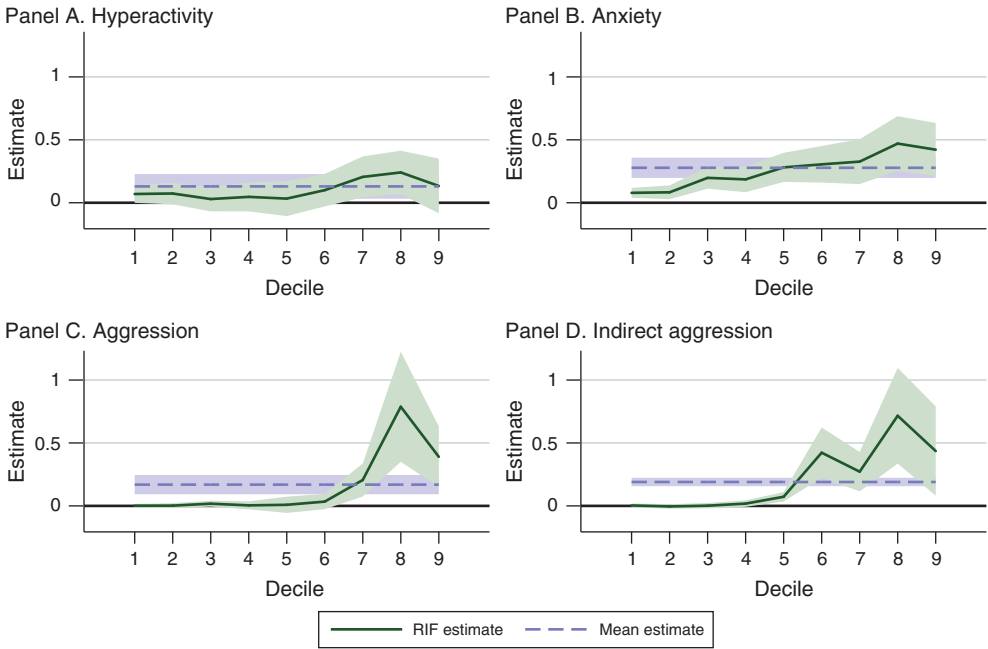 Panel A. Hyperactivity
Estimate
1
0.5
0
1 2 3 4 5 6 7 8 9
Decile
Panel B. Anxiety
Estimate
1
0.5
0
1 2 3 4 5 6 7 8 9
Decile
Panel C. Aggression
Estimate
1
0.5
0
1 2 3 4 5 6 7 8 9
Decile
Panel D. Indirect aggression
Estimate
1
0.5
0
1 2 3 4 5 6 7 8 9
Decile
RIF estimate Mean estimate